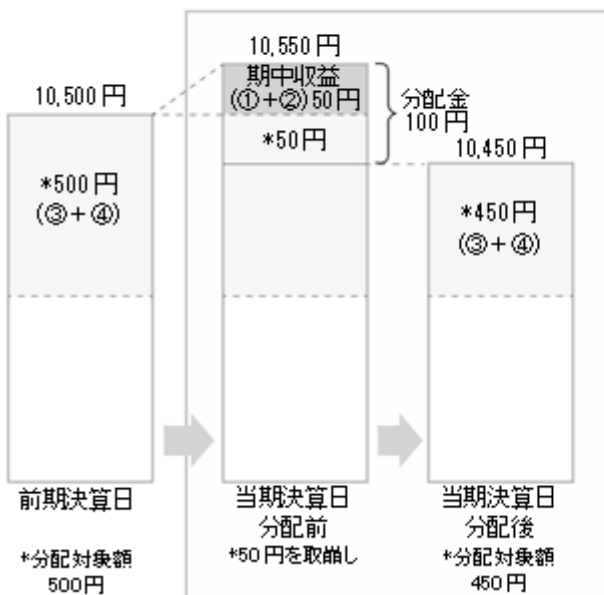 10,500円
*500円
(③+④)
前期決算日
*分配対象額
500円
10,550円
期中収益
(①+②)50円
*50円
分配金
100円
当期決算日
分配前
*50円を取崩し
10,450円
*450円
(③+④)
当期決算日
分配後
*分配対象額
450円